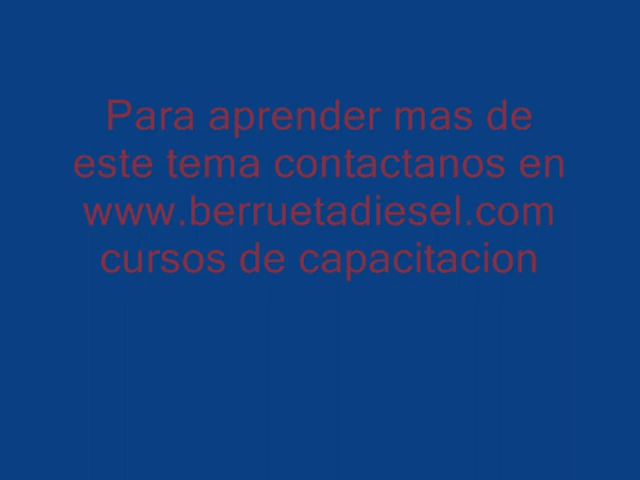 Para aprender mas de
este tema contactanos en
www.berruetadiesel.com
cursos de capacitacion